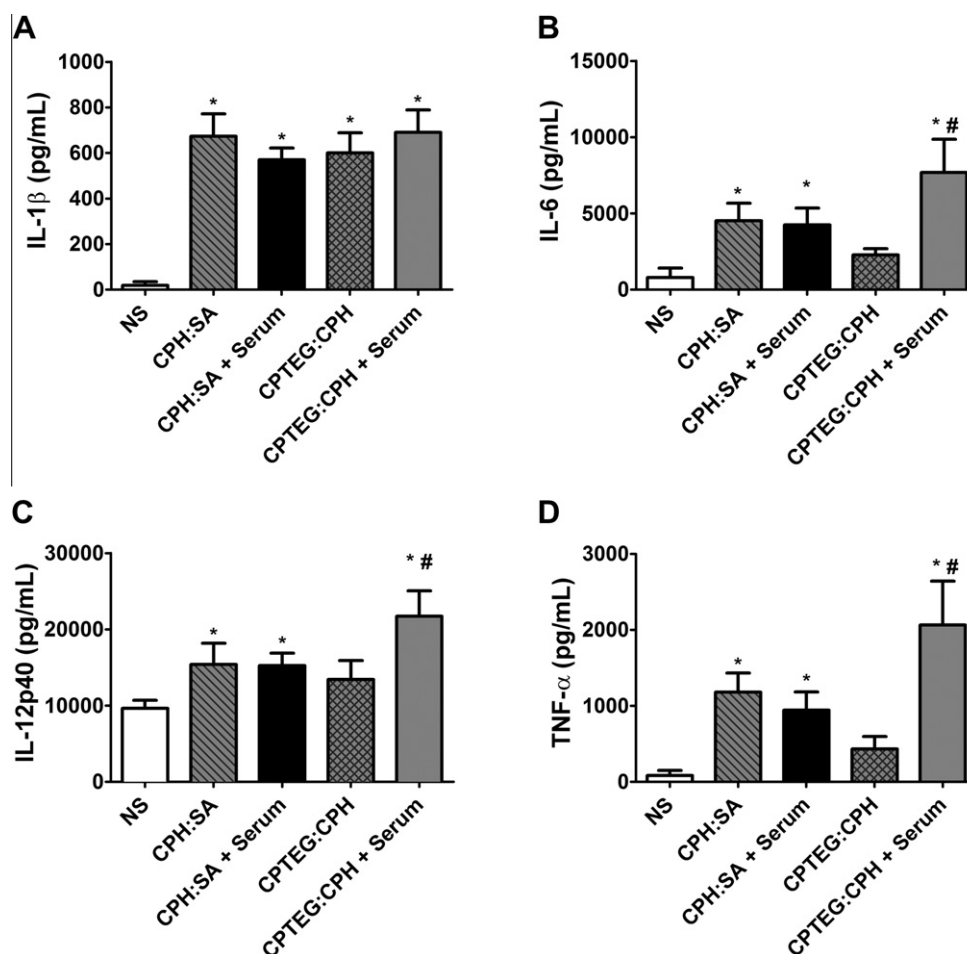 A
IL-1β (pg/mL)
1000
800
600
400
200
0
*
*
*
*
NS
CPH:SA
CPH:SA + Serum
CPTEG:CPH
CPTEG:CPH + Serum
B
IL-6 (pg/mL)
15000
10000
5000
0
*
*
* #
NS
CPH:SA
CPH:SA + Serum
CPTEG:CPH
CPTEG:CPH + Serum
C
IL-12p40 (pg/mL)
30000
20000
10000
0
*
*
* #
NS
CPH:SA
CPH:SA + Serum
CPTEG:CPH
CPTEG:CPH + Serum
D
TNF-α (pg/mL)
3000
2000
1000
0
*
*
* #
NS
CPH:SA
CPH:SA + Serum
CPTEG:CPH
CPTEG:CPH + Serum